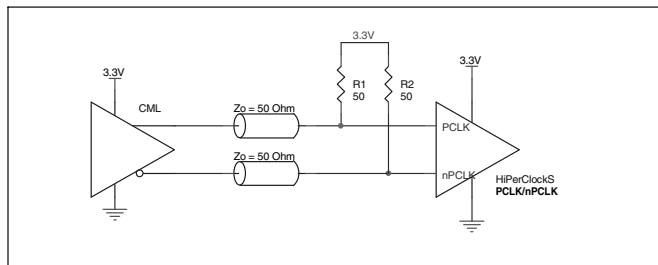 3.3V
3.3V
3.3V
R1
50
R2
50
CML
Zo = 50 Ohm
PCLK
Zo = 50 Ohm
nPCLK
HiPerClockS
PCLK/nPCLK